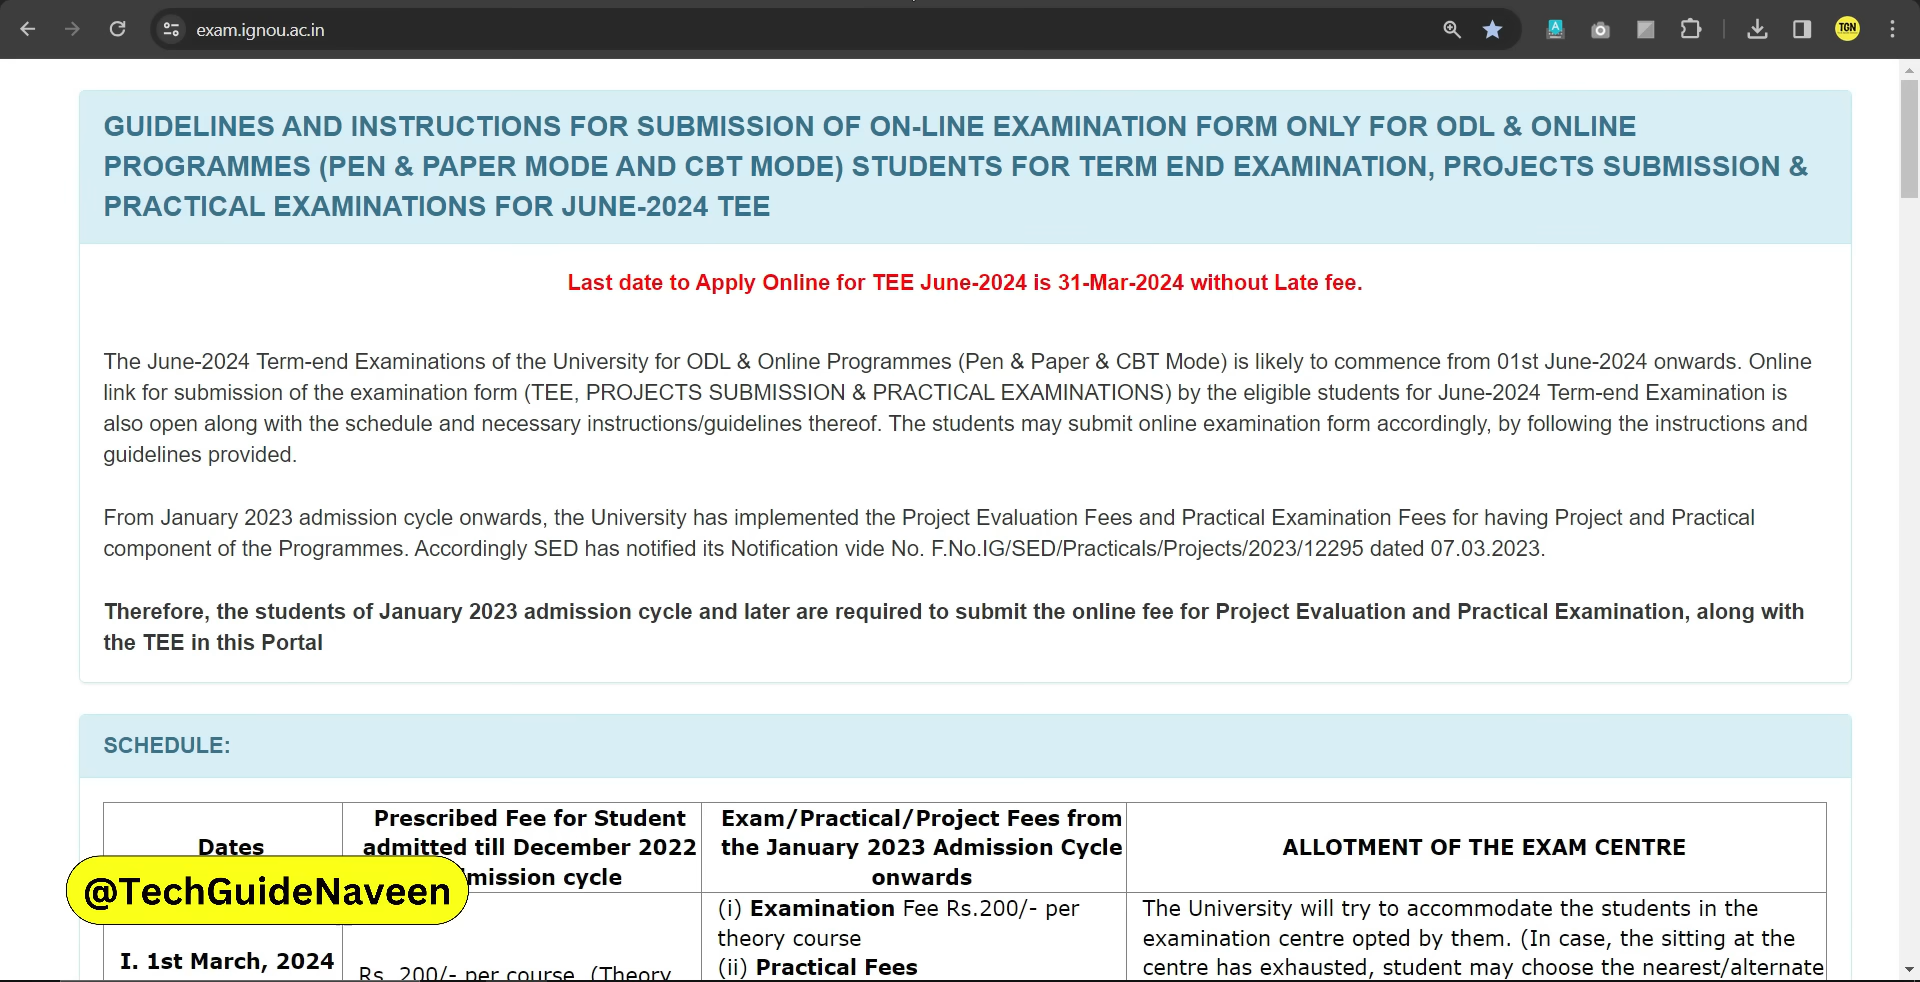 exam.ignou.ac.in
TGN
GUIDELINES AND INSTRUCTIONS FOR SUBMISSION OF ON-LINE EXAMINATION FORM ONLY FOR ODL & ONLINE
PROGRAMMES (PEN & PAPER MODE AND CBT MODE) STUDENTS FOR TERM END EXAMINATION, PROJECTS SUBMISSION &
PRACTICAL EXAMINATIONS FOR JUNE-2024 TEE
Last date to Apply Online for TEE June-2024 is 31-Mar-2024 without Late fee.
The June-2024 Term-end Examinations of the University for ODL & Online Programmes (Pen & Paper & CBT Mode) is likely to commence from 01st June-2024 onwards. Online
link for submission of the examination form (TEE, PROJECTS SUBMISSION & PRACTICAL EXAMINATIONS) by the eligible students for June-2024 Term-end Examination is
also open along with the schedule and necessary instructions/guidelines thereof. The students may submit online examination form accordingly, by following the instructions and
guidelines provided.
From January 2023 admission cycle onwards, the University has implemented the Project Evaluation Fees and Practical Examination Fees for having Project and Practical
component of the Programmes. Accordingly SED has notified its Notification vide No. F.No.IG/SED/Practicals/Projects/2023/12295 dated 07.03.2023.
Therefore, the students of January 2023 admission cycle and later are required to submit the online fee for Project Evaluation and Practical Examination, along with
the TEE in this Portal
SCHEDULE:
Dates
Prescribed Fee for Student
admitted till December 2022
mission cycle
Exam/Practical/Project Fees from
the January 2023 Admission Cycle
onwards
ALLOTMENT OF THE EXAM CENTRE
@TechGuideNaveen
I. 1st March, 2024
Rs. 200/- per course (Theory
(i) Examination Fee Rs.200/- per
theory course
(ii) Practical Fees
The University will try to accommodate the students in the
examination centre opted by them. (In case, the sitting at the
centre has exhausted, student may choose the nearest/alternate